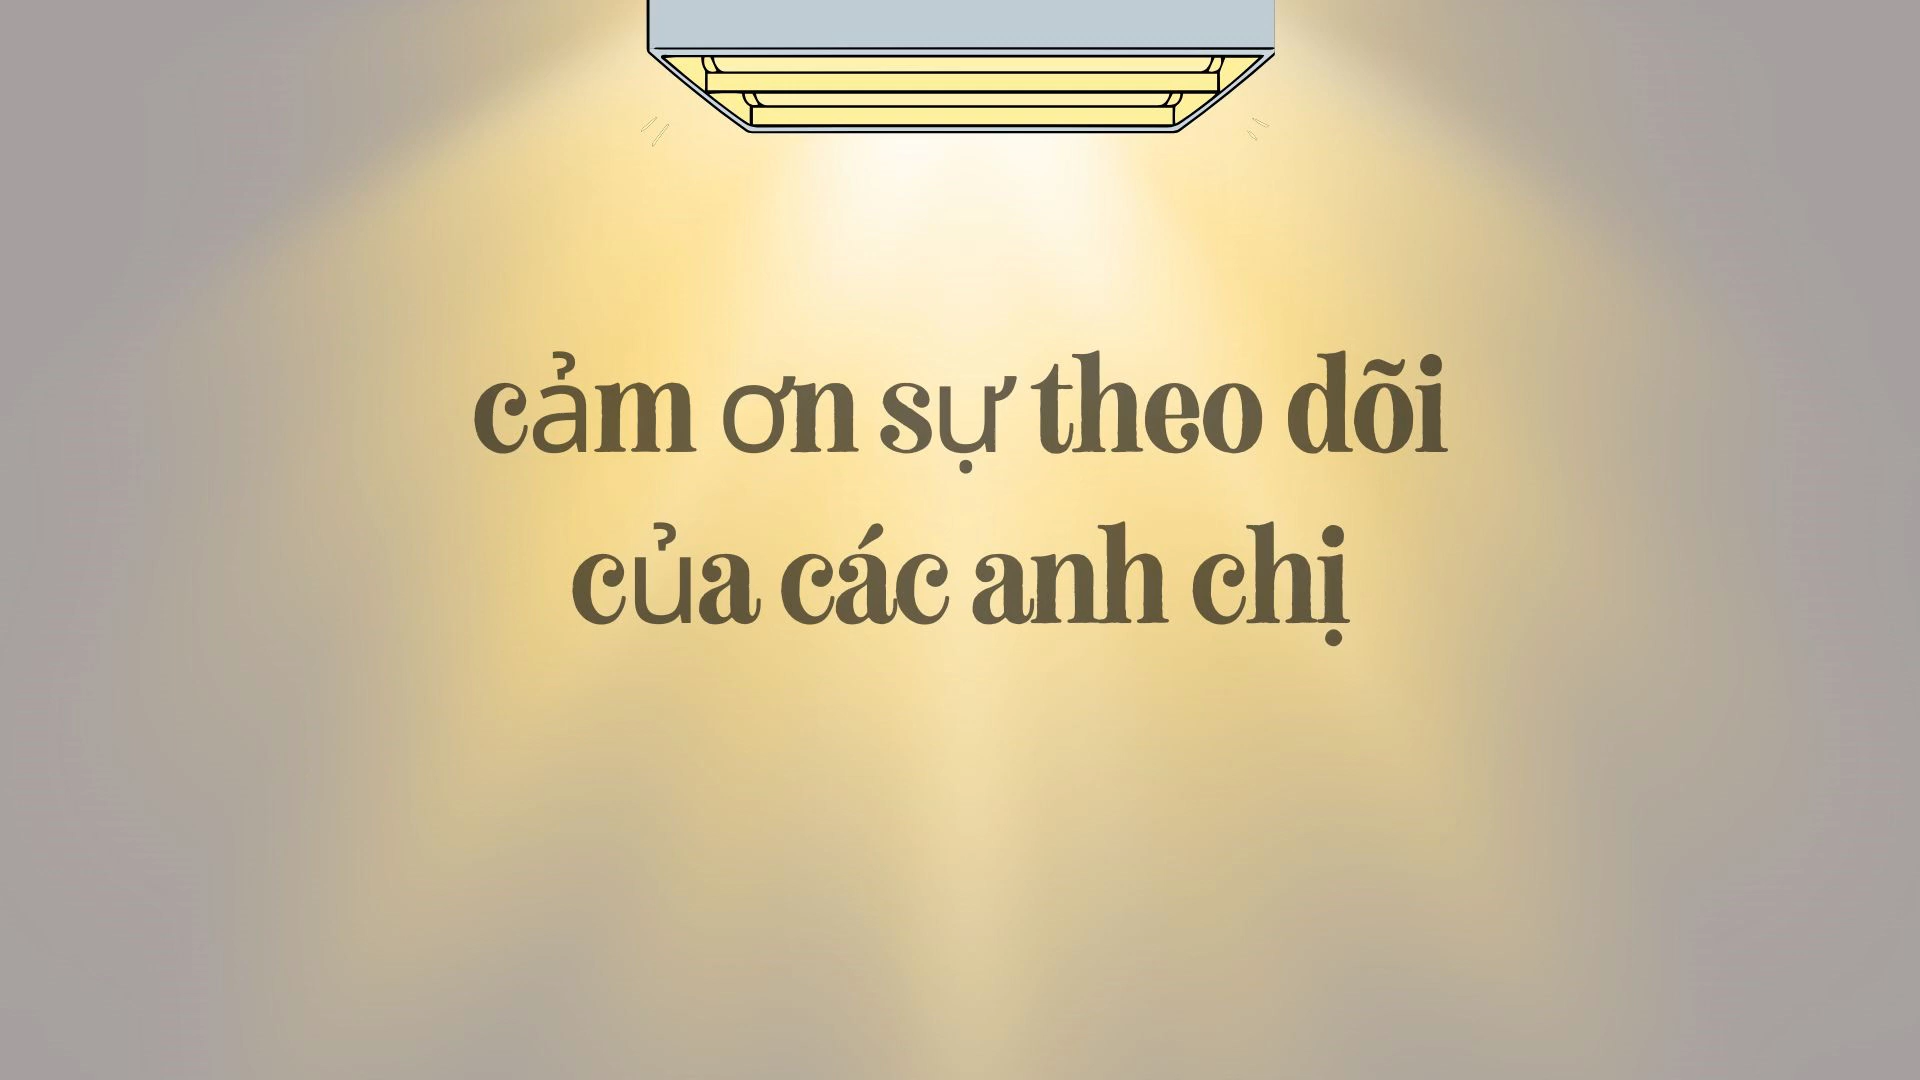 cảm ơn sự theo dõi
của các anh chị